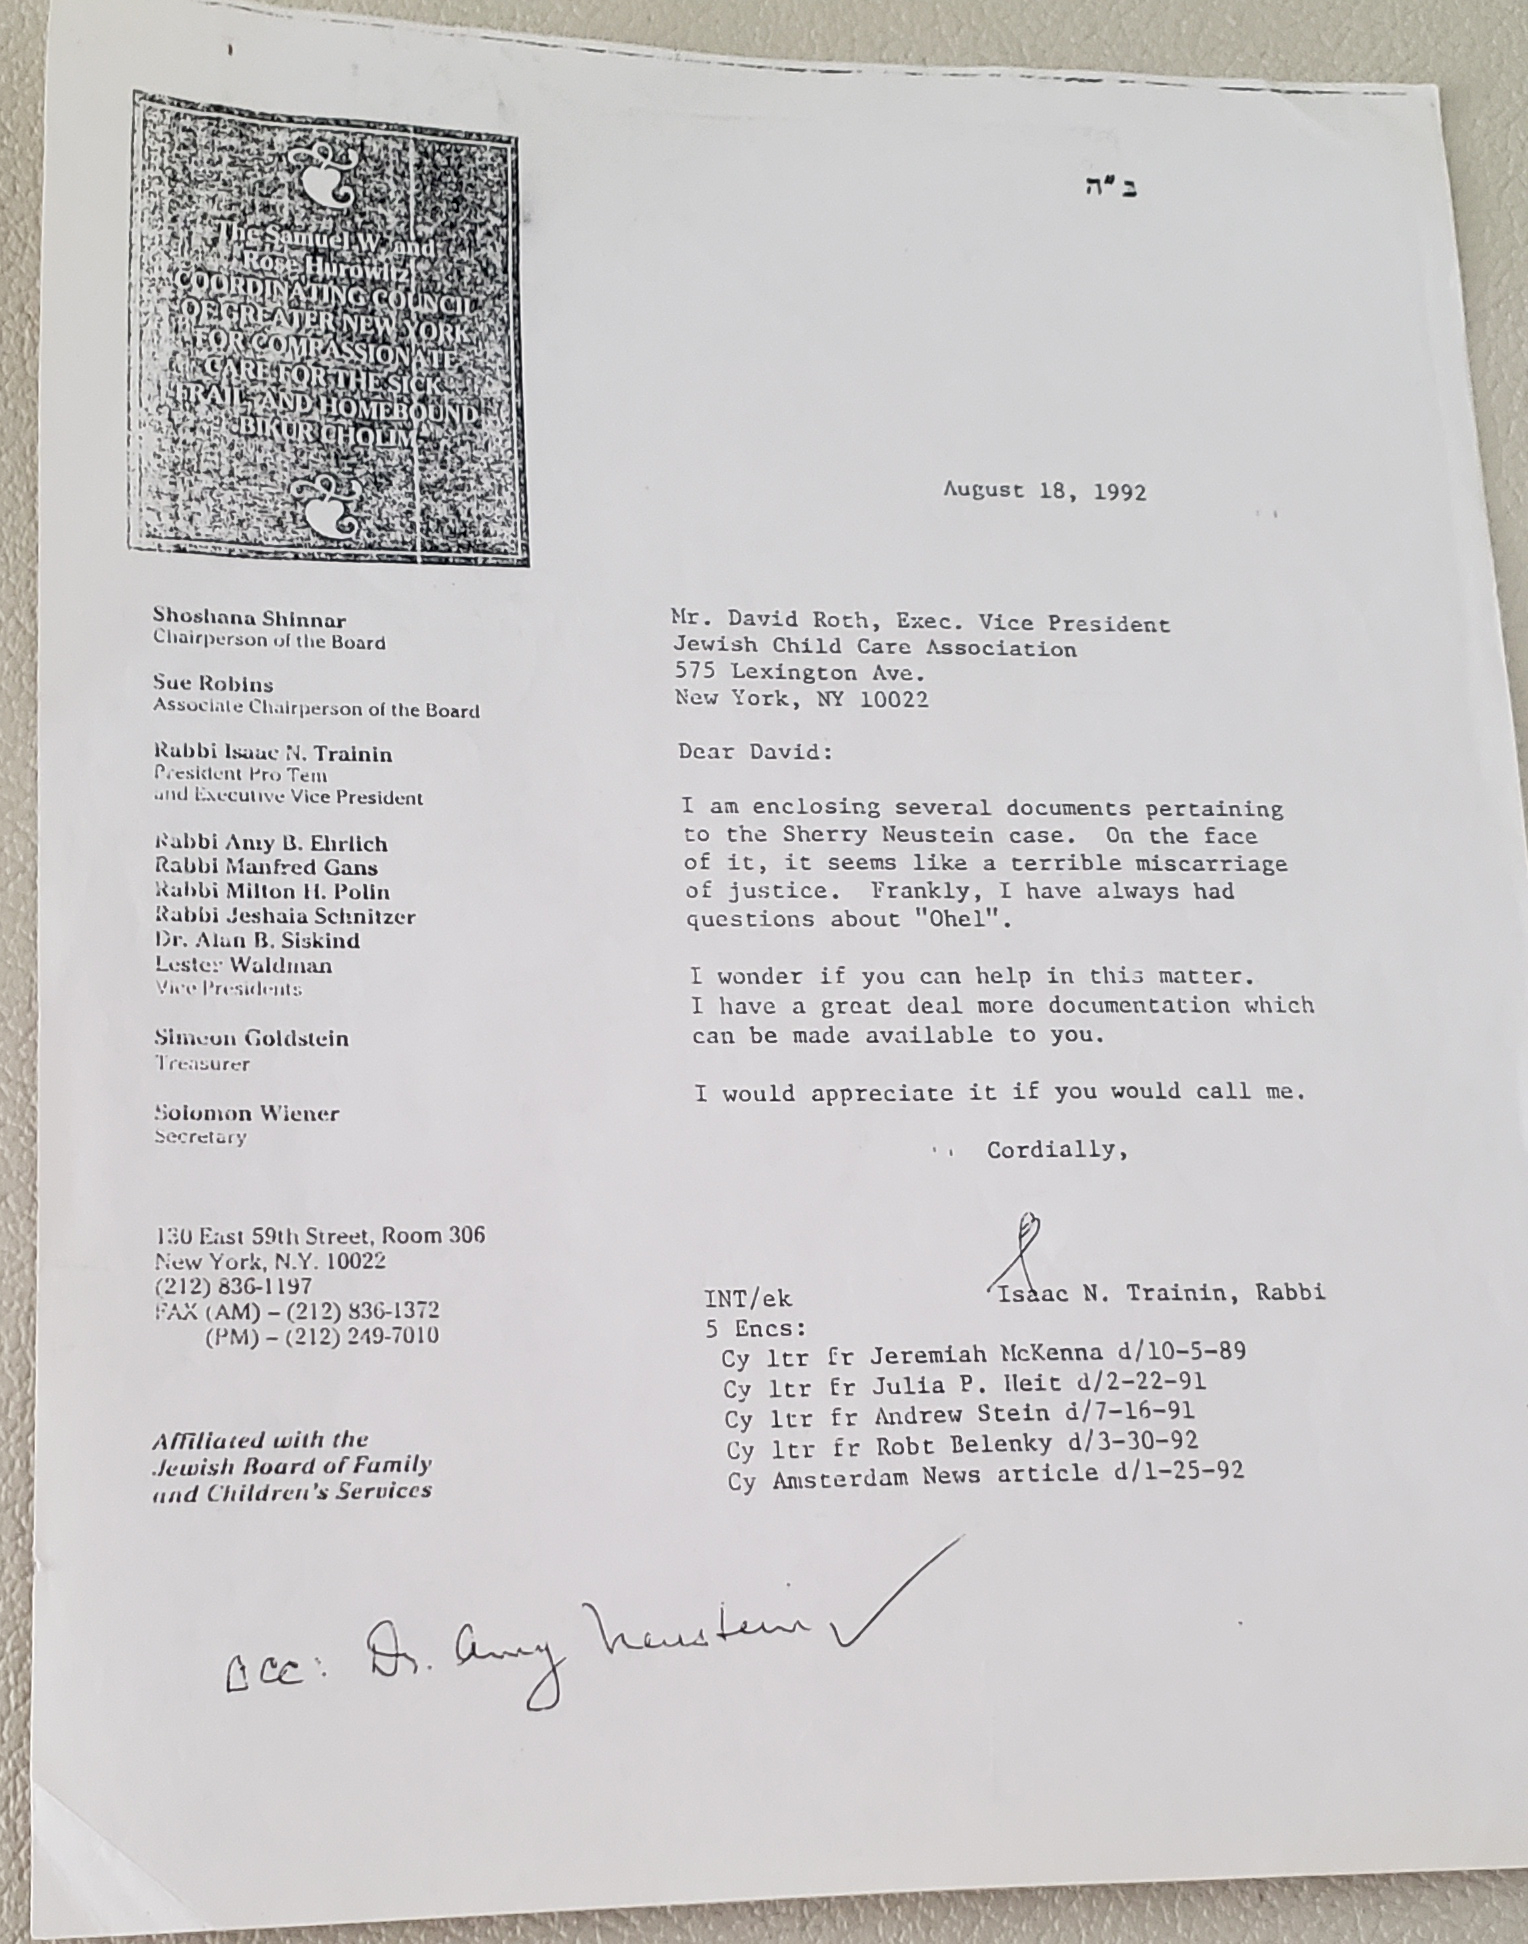 ב"ה
The Samuel W. and
Rose Hurowitz
COORDINATING COUNCIL
OF GREATER NEW YORK
FOR COMPASSIONATE
CARE FOR THE SICK
FRAIL, AND HOMEBOUND
BIKUR CHOLIM
August 18, 1992
Shoshana Shinnar
Chairperson of the Board
Sue Robins
Associate Chairperson of the Board
Rabbi Isaac N. Trainin
President Pro Tem
and Executive Vice President
Rabbi Amy B. Ehrlich
Rabbi Manfred Gans
Rabbi Milton H. Polin
Rabbi Jeshaia Schnitzer
Dr. Alan B. Siskind
Lester Waldman
Vice Presidents
Simeon Goldstein
Treasurer
Solomon Wiener
Secretary
130 East 59th Street, Room 306
New York, N.Y. 10022
(212) 836-1197
FAX (AM) – (212) 836-1372
(PM) – (212) 249-7010
Affiliated with the
Jewish Board of Family
and Children's Services
Mr. David Roth, Exec. Vice President
Jewish Child Care Association
575 Lexington Ave.
New York, NY 10022
Dear David:
I am enclosing several documents pertaining
to the Sherry Neustein case. On the face
of it, it seems like a terrible miscarriage
of justice. Frankly, I have always had
questions about "Ohel".
I wonder if you can help in this matter.
I have a great deal more documentation which
can be made available to you.
I would appreciate it if you would call me.
Cordially,
Isaac N. Trainin, Rabbi
INT/ek
5 Encs:
Cy ltr fr Jeremiah McKenna d/10-5-89
Cy ltr fr Julia P. Heit d/2-22-91
Cy ltr fr Andrew Stein d/7-16-91
Cy ltr fr Robt Belenky d/3-30-92
Cy Amsterdam News article d/1-25-92
bcc: Dr. Amy Neustein ✓